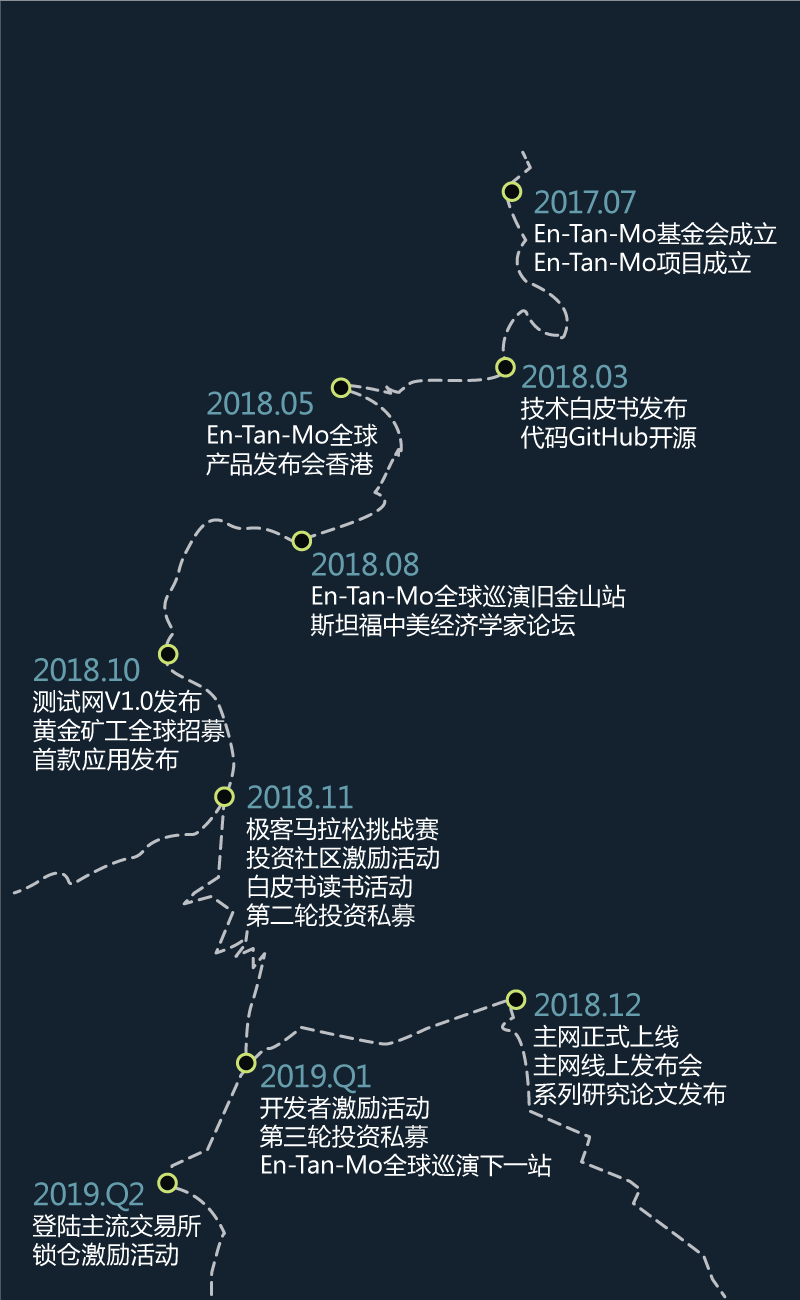 2017.07
En-Tan-Mo基金会成立
En-Tan-Mo项目成立
2018.03
技术白皮书发布
代码GitHub开源
2018.05
En-Tan-Mo全球
产品发布会香港
2018.08
En-Tan-Mo全球巡演旧金山站
斯坦福中美经济学家论坛
2018.10
测试网V1.0发布
黄金矿工全球招募
首款应用发布
2018.11
极客马拉松挑战赛
投资社区激励活动
白皮书读书活动
第二轮投资私募
2018.12
主网正式上线
主网线上发布会
系列研究论文发布
2019.Q1
开发者激励活动
第三轮投资私募
En-Tan-Mo全球巡演下一站
2019.Q2
登陆主流交易所
锁仓激励活动